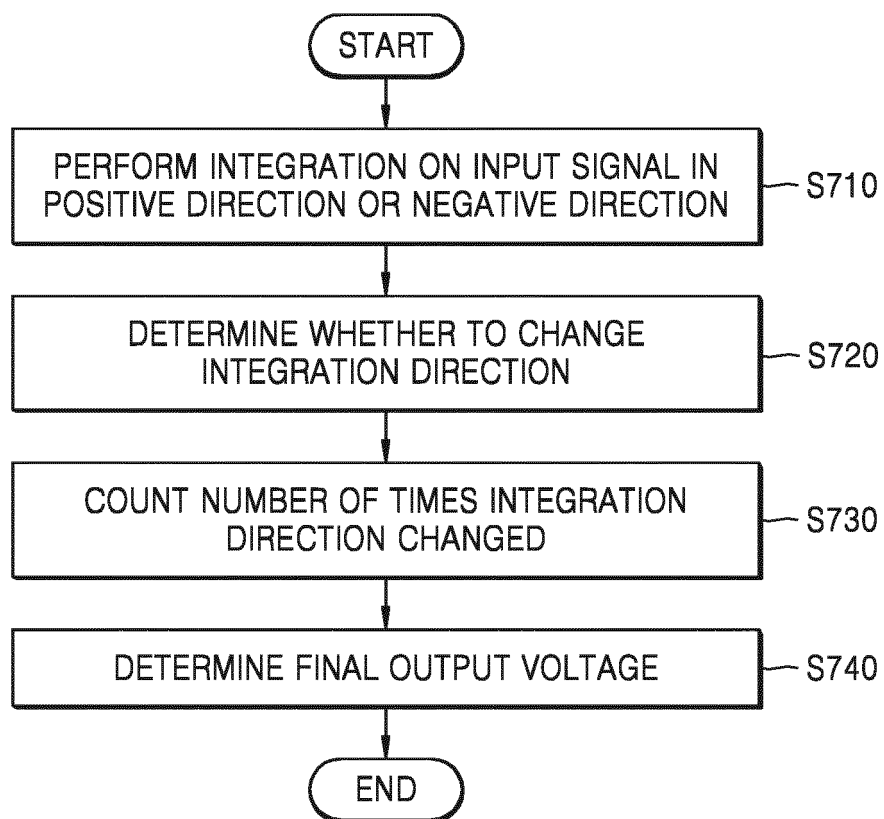 START
PERFORM INTEGRATION ON INPUT SIGNAL IN
POSITIVE DIRECTION OR NEGATIVE DIRECTION
S710
DETERMINE WHETHER TO CHANGE
INTEGRATION DIRECTION
S720
COUNT NUMBER OF TIMES INTEGRATION
DIRECTION CHANGED
S730
DETERMINE FINAL OUTPUT VOLTAGE
S740
END